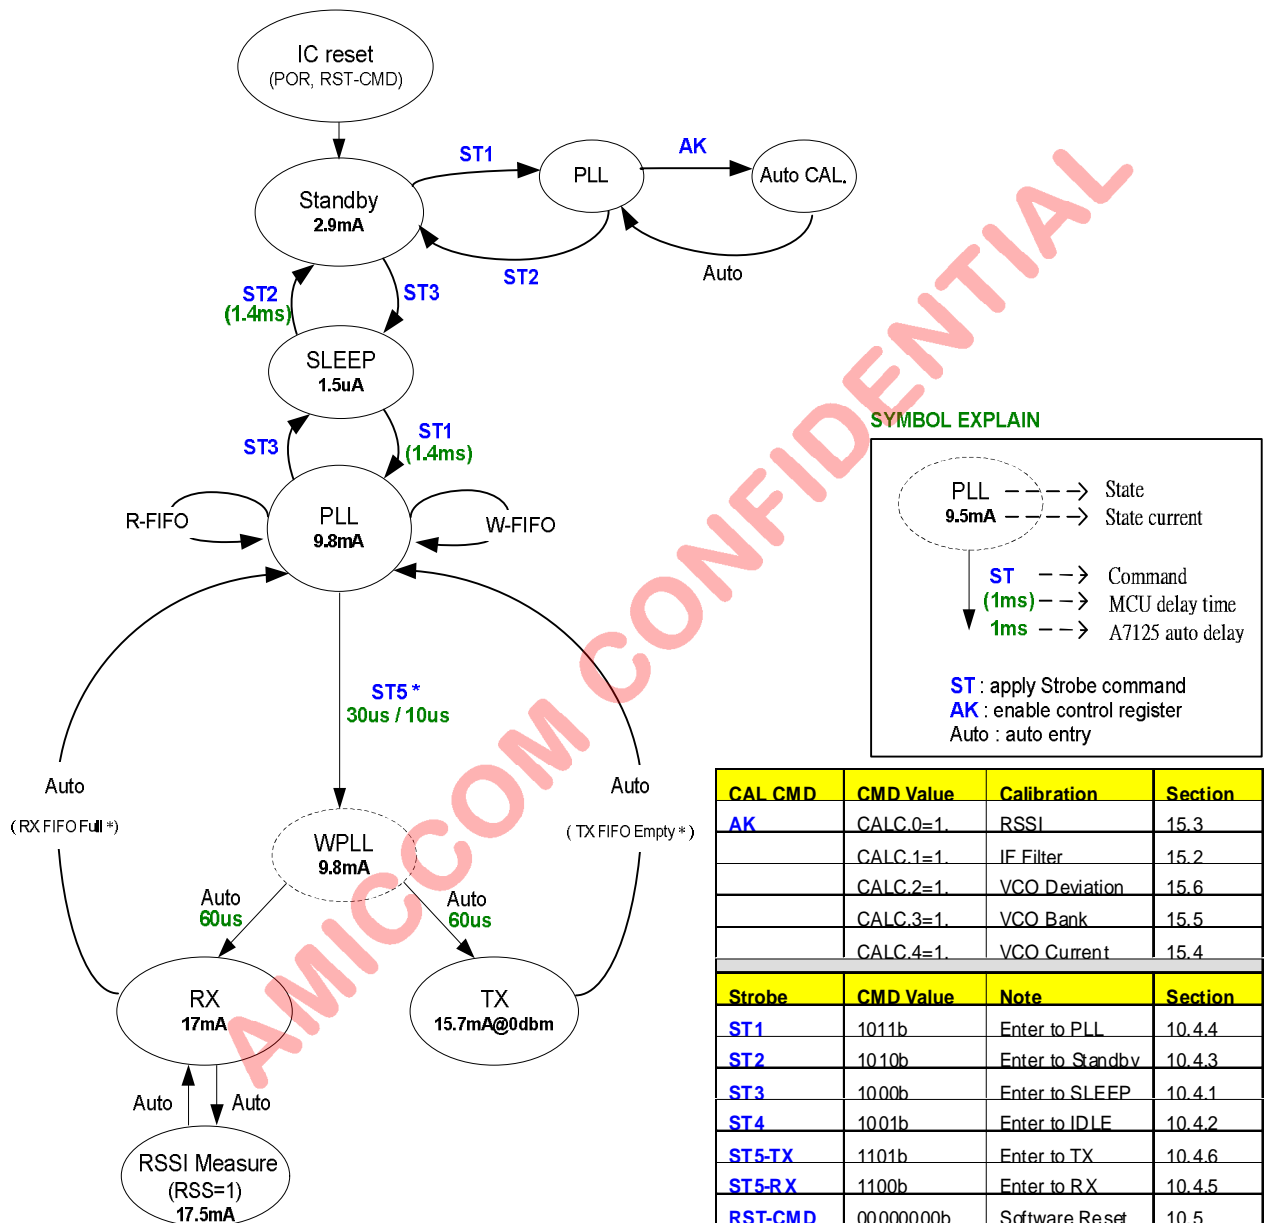 IC reset
(POR, RST-CMD)
ST1
AK
PLL
Auto CAL.
Standby
2.9mA
ST2
Auto
ST2
(1.4ms)
ST3
SLEEP
1.5uA
ST3
ST1
(1.4ms)
R-FIFO
PLL
9.8mA
W-FIFO
ST5 *
30us / 10us
Auto
( RX FIFO Full *)
Auto
( TX FIFO Empty * )
WPLL
9.8mA
Auto
60us
Auto
60us
RX
17mA
TX
15.7mA@0dbm
Auto
Auto
RSSI Measure
(RSS=1)
17.5mA
SYMBOL EXPLAIN
PLL
State
9.5mA
State current
ST
Command
(1ms)
MCU delay time
1ms
A7125 auto delay
ST : apply Strobe command
AK : enable control register
Auto : auto entry
CAL CMD CMD Value Calibration Section
AK CALC.0=1. RSSI 15.3
CALC.1=1. IF Filter 15.2
CALC.2=1. VCO Deviation 15.6
CALC.3=1. VCO Bank 15.5
CALC.4=1. VCO Current 15.4
Strobe CMD Value Note Section
ST1 1011b Enter to PLL 10.4.4
ST2 1010b Enter to Standby 10.4.3
ST3 1000b Enter to SLEEP 10.4.1
ST4 1001b Enter to IDLE 10.4.2
ST5-TX 1101b Enter to TX 10.4.6
ST5-RX 1100b Enter to RX 10.4.5
RST-CMD 00000000b Software Reset 10.5
AMICCOM CONFIDENTIAL